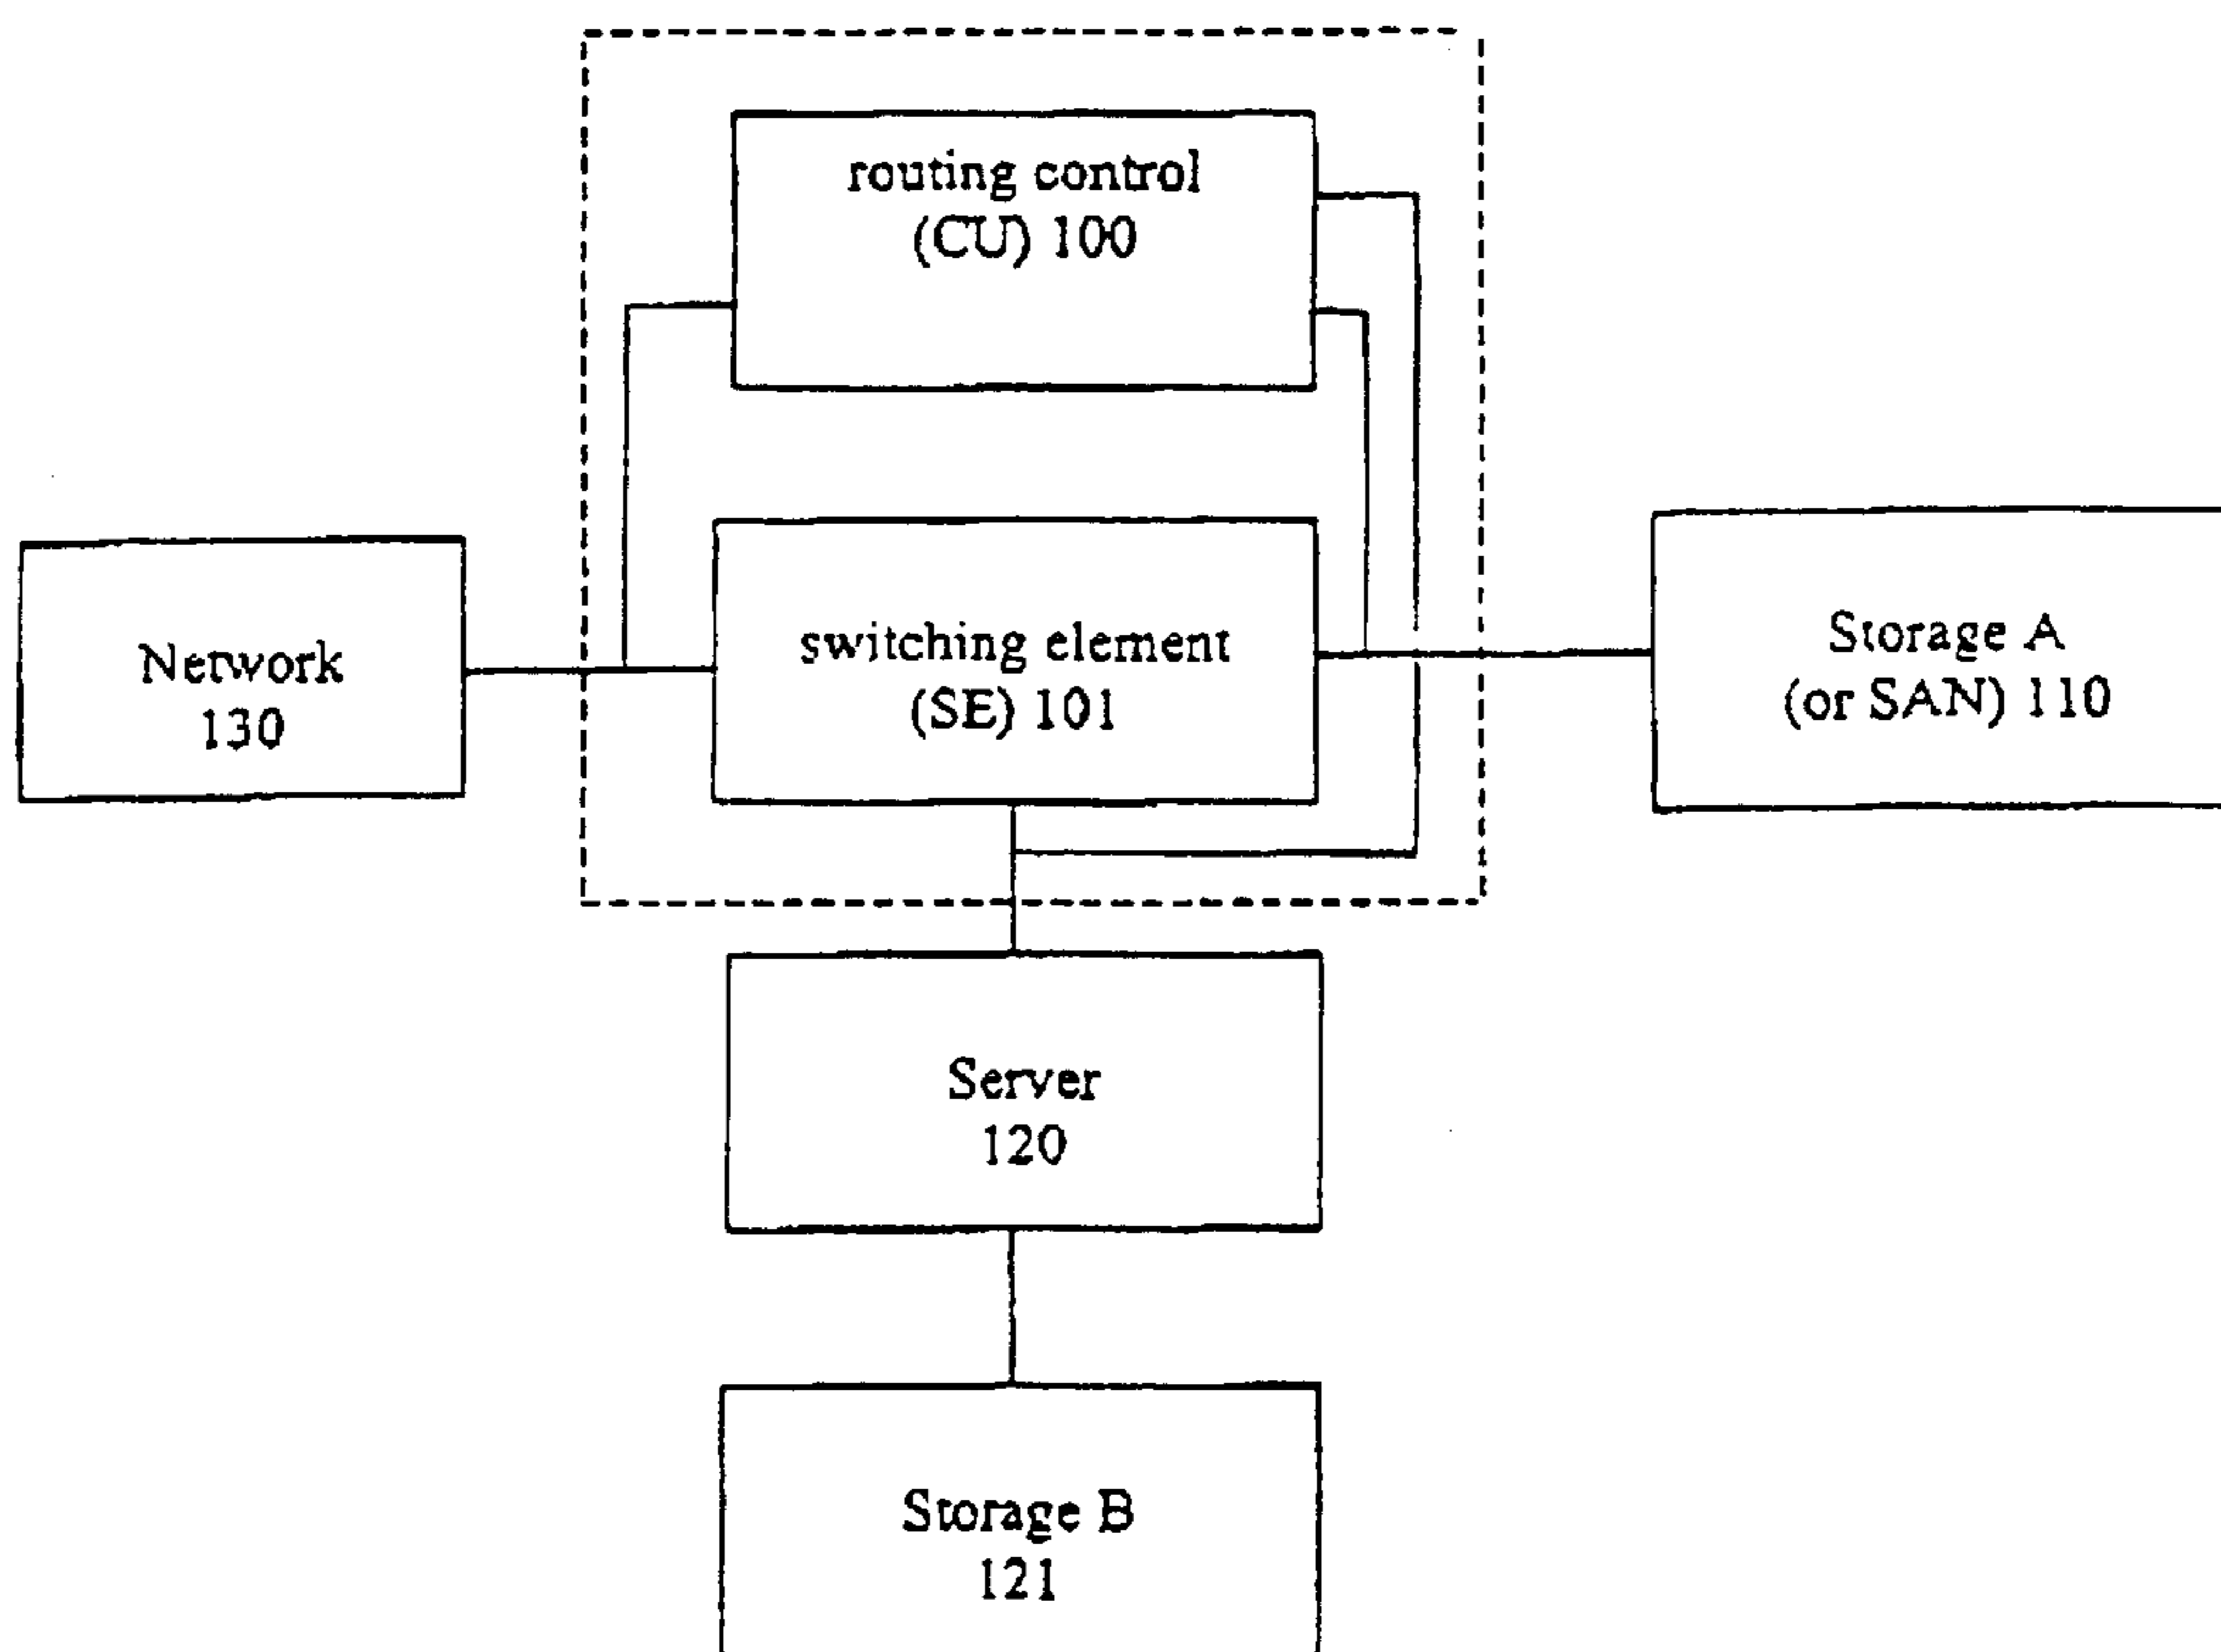 routing control
(CU) 100
switching element
(SE) 101
Network
130
Storage A
(or SAN) 110
Server
120
Storage B
121